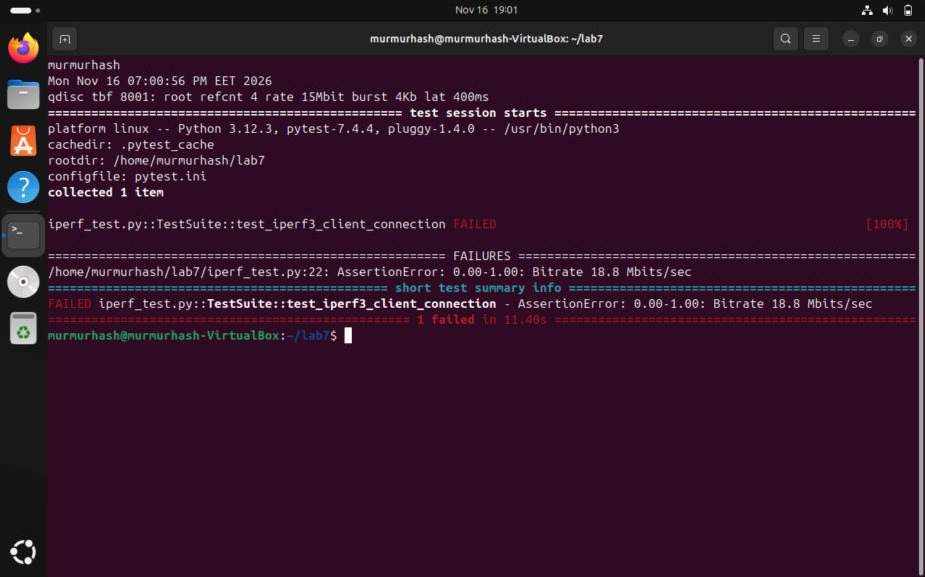 Nov 16 19:01
murmurhash@murmurhash-VirtualBox: ~/lab7
murmurhash
Mon Nov 16 07:00:56 PM EET 2026
qdisc tbf 8001: root refcnt 4 rate 15Mbit burst 4Kb lat 400ms
================================================= test session starts ==================================================
platform linux -- Python 3.12.3, pytest-7.4.4, pluggy-1.4.0 -- /usr/bin/python3
cachedir: .pytest_cache
rootdir: /home/murmurhash/lab7
configfile: pytest.ini
collected 1 item
iperf_test.py::TestSuite::test_iperf3_client_connection FAILED [100%]
======================================================= FAILURES =======================================================
/home/murmurhash/lab7/iperf_test.py:22: AssertionError: 0.00-1.00: Bitrate 18.8 Mbits/sec
=============================================== short test summary info ================================================
FAILED iperf_test.py::TestSuite::test_iperf3_client_connection - AssertionError: 0.00-1.00: Bitrate 18.8 Mbits/sec
================================================== 1 failed in 11.40s ==================================================
murmurhash@murmurhash-VirtualBox:~/lab7$